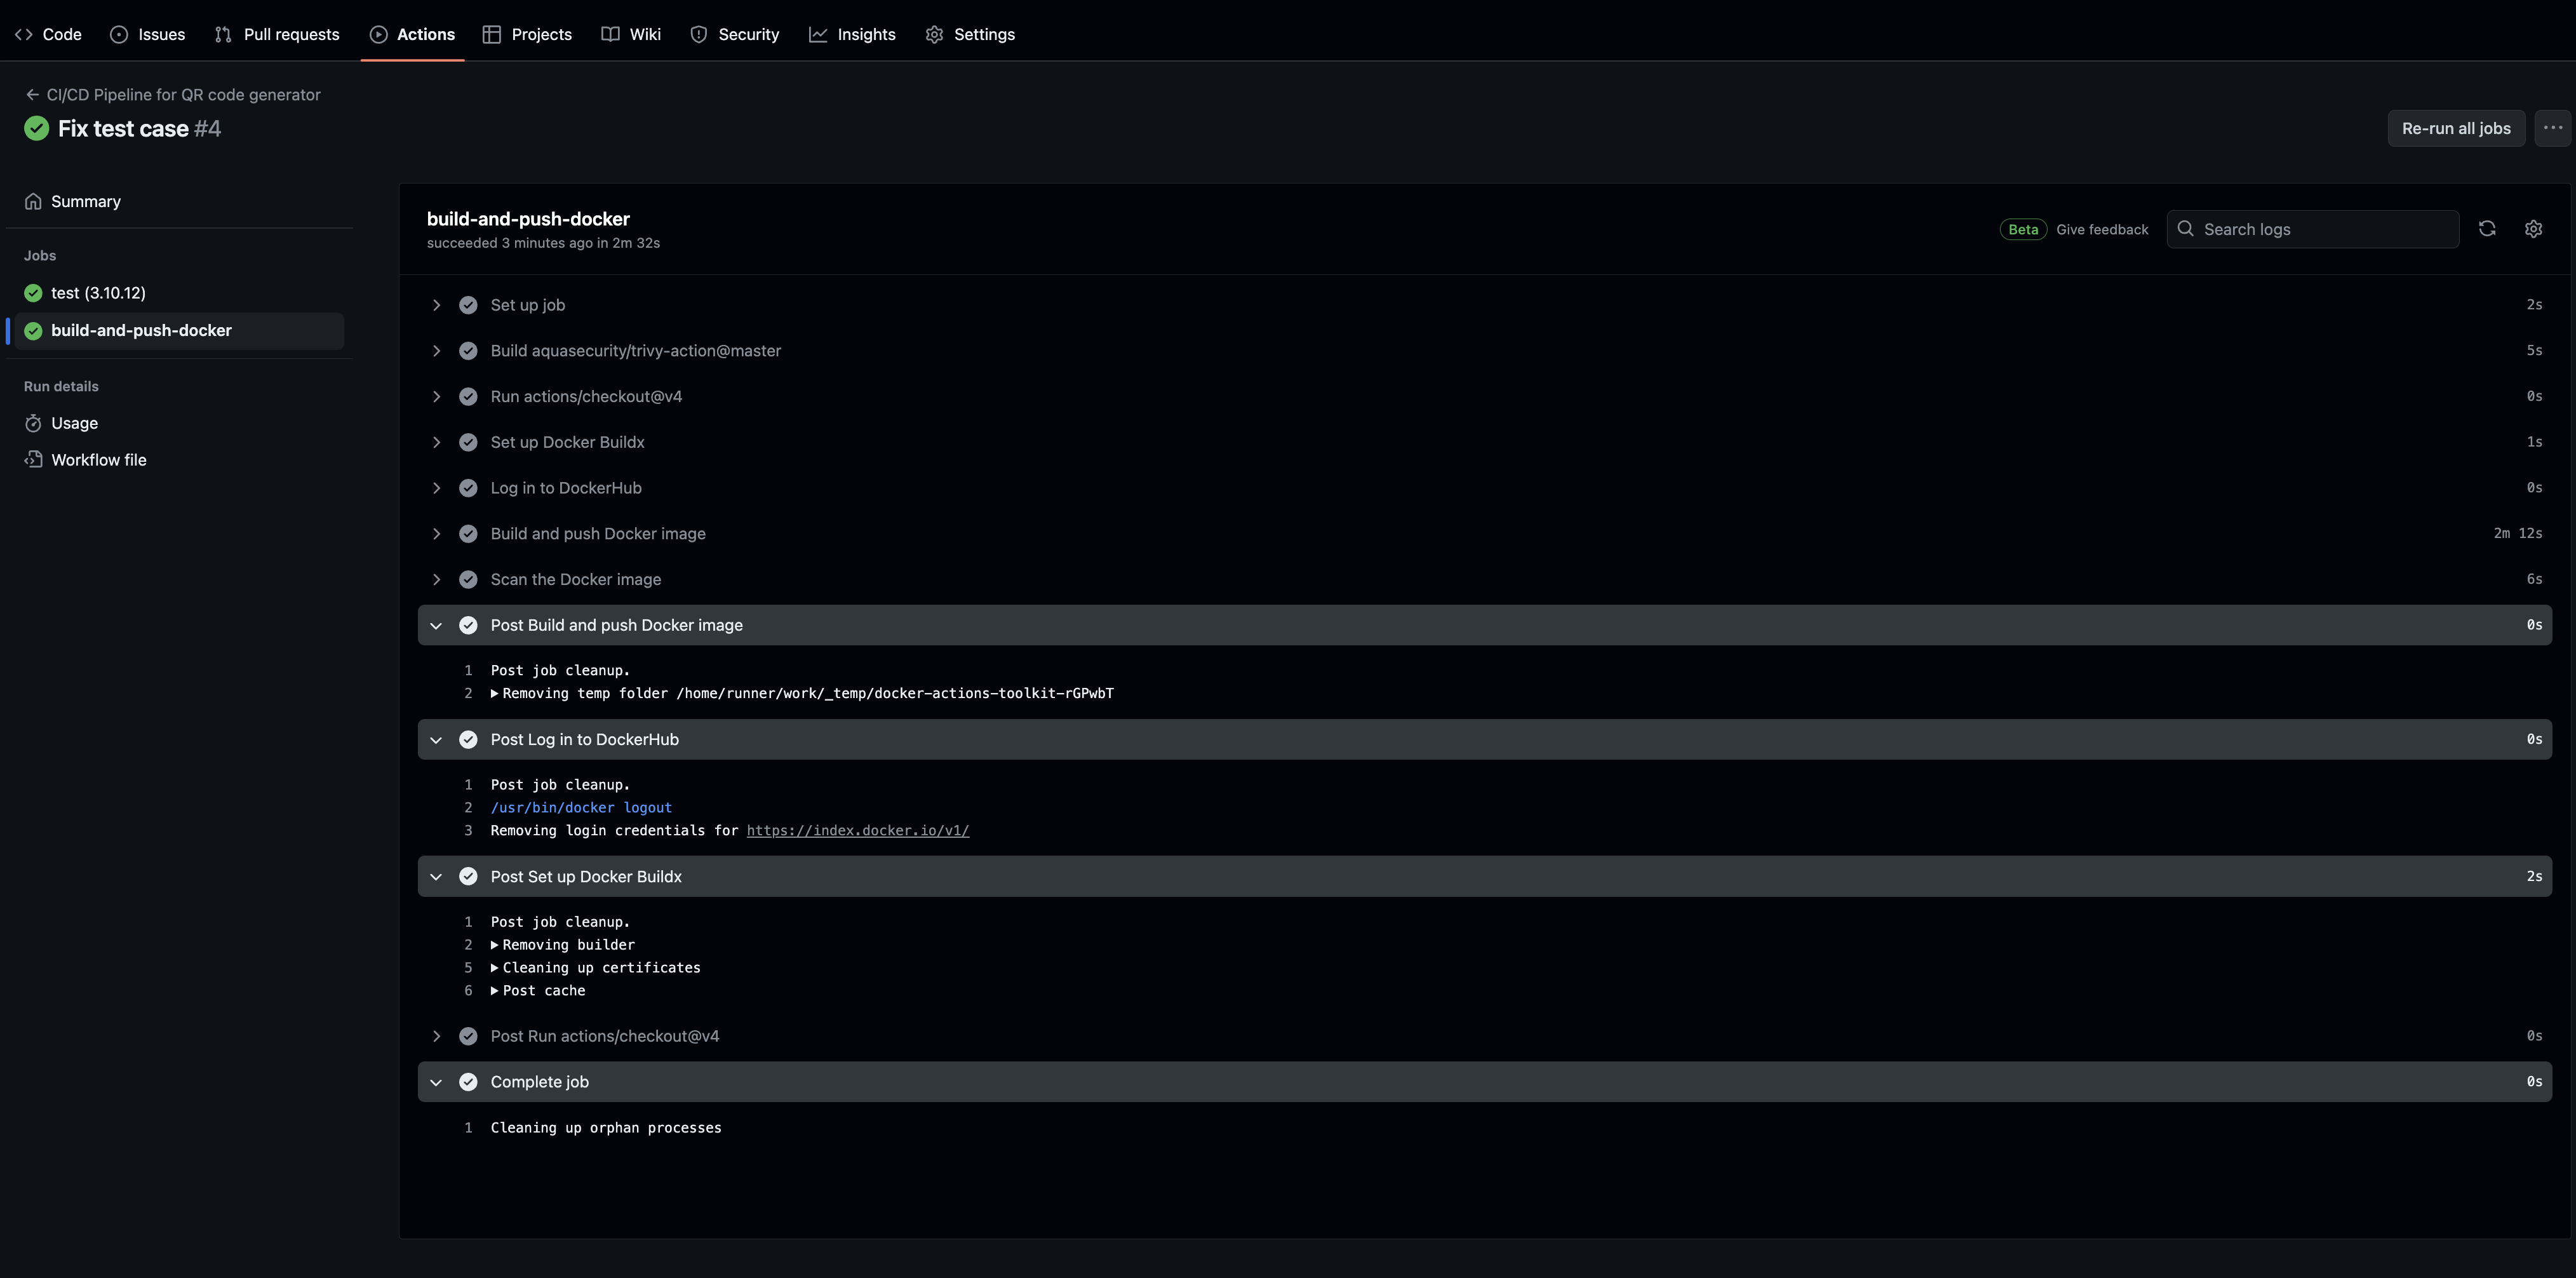 Code Issues Pull requests Actions Projects Wiki Security Insights Settings
CI/CD Pipeline for QR code generator
Fix test case #4
Re-run all jobs
Summary
Jobs
test (3.10.12)
build-and-push-docker
Run details
Usage
Workflow file
build-and-push-docker
succeeded 3 minutes ago in 2m 32s
Beta Give feedback Search logs
Set up job 2s
Build aquasecurity/trivy-action@master 5s
Run actions/checkout@v4 0s
Set up Docker Buildx 1s
Log in to DockerHub 0s
Build and push Docker image 2m 12s
Scan the Docker image 6s
Post Build and push Docker image 0s
1 Post job cleanup.
2 Removing temp folder /home/runner/work/_temp/docker-actions-toolkit-rGPwbT
Post Log in to DockerHub 0s
1 Post job cleanup.
2 /usr/bin/docker logout
3 Removing login credentials for https://index.docker.io/v1/
Post Set up Docker Buildx 2s
1 Post job cleanup.
2 Removing builder
5 Cleaning up certificates
6 Post cache
Post Run actions/checkout@v4 0s
Complete job 0s
1 Cleaning up orphan processes